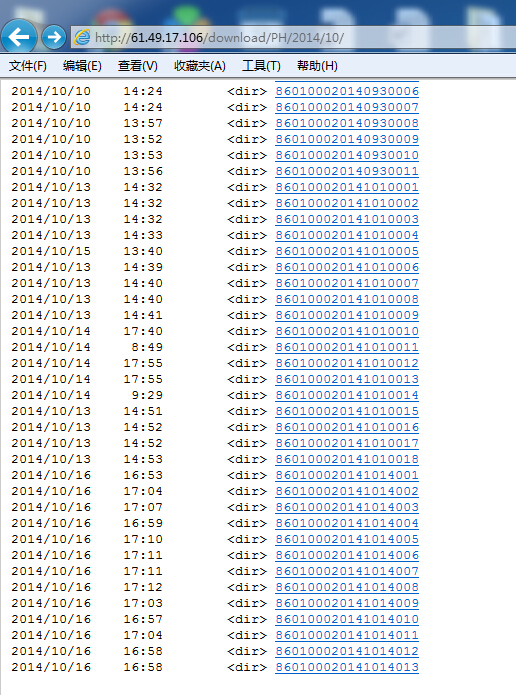 http://61.49.17.106/download/PH/2014/10/
文件(F) 编辑(E) 查看(V) 收藏夹(A) 工具(T) 帮助(H)
2014/10/10 14:24 <dir> 860100020140930006
2014/10/10 14:24 <dir> 860100020140930007
2014/10/10 13:57 <dir> 860100020140930008
2014/10/10 13:52 <dir> 860100020140930009
2014/10/10 13:53 <dir> 860100020140930010
2014/10/10 13:56 <dir> 860100020140930011
2014/10/13 14:32 <dir> 860100020141010001
2014/10/13 14:32 <dir> 860100020141010002
2014/10/13 14:32 <dir> 860100020141010003
2014/10/13 14:33 <dir> 860100020141010004
2014/10/15 13:40 <dir> 860100020141010005
2014/10/13 14:39 <dir> 860100020141010006
2014/10/13 14:40 <dir> 860100020141010007
2014/10/13 14:40 <dir> 860100020141010008
2014/10/13 14:41 <dir> 860100020141010009
2014/10/14 17:40 <dir> 860100020141010010
2014/10/14 8:49 <dir> 860100020141010011
2014/10/14 17:55 <dir> 860100020141010012
2014/10/14 17:55 <dir> 860100020141010013
2014/10/14 9:29 <dir> 860100020141010014
2014/10/13 14:51 <dir> 860100020141010015
2014/10/13 14:52 <dir> 860100020141010016
2014/10/13 14:52 <dir> 860100020141010017
2014/10/13 14:53 <dir> 860100020141010018
2014/10/16 16:53 <dir> 860100020141014001
2014/10/16 17:04 <dir> 860100020141014002
2014/10/16 17:07 <dir> 860100020141014003
2014/10/16 16:59 <dir> 860100020141014004
2014/10/16 17:10 <dir> 860100020141014005
2014/10/16 17:11 <dir> 860100020141014006
2014/10/16 17:11 <dir> 860100020141014007
2014/10/16 17:12 <dir> 860100020141014008
2014/10/16 17:03 <dir> 860100020141014009
2014/10/16 16:57 <dir> 860100020141014010
2014/10/16 17:04 <dir> 860100020141014011
2014/10/16 16:58 <dir> 860100020141014012
2014/10/16 16:58 <dir> 860100020141014013